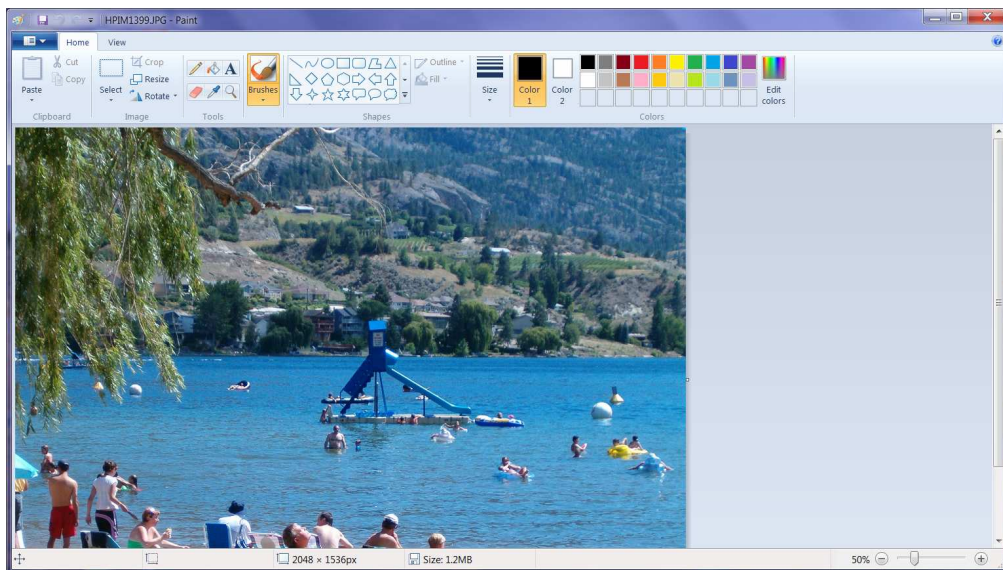 HPIM1399.JPG - Paint
Home View
Paste
Cut
Copy
Clipboard
Select
Crop
Resize
Rotate
Image
A
Tools
Brushes
Outline
Fill
Shapes
Size
Color 1
Color 2
Edit colors
Colors
2048 × 1536px
Size: 1.2MB
50%